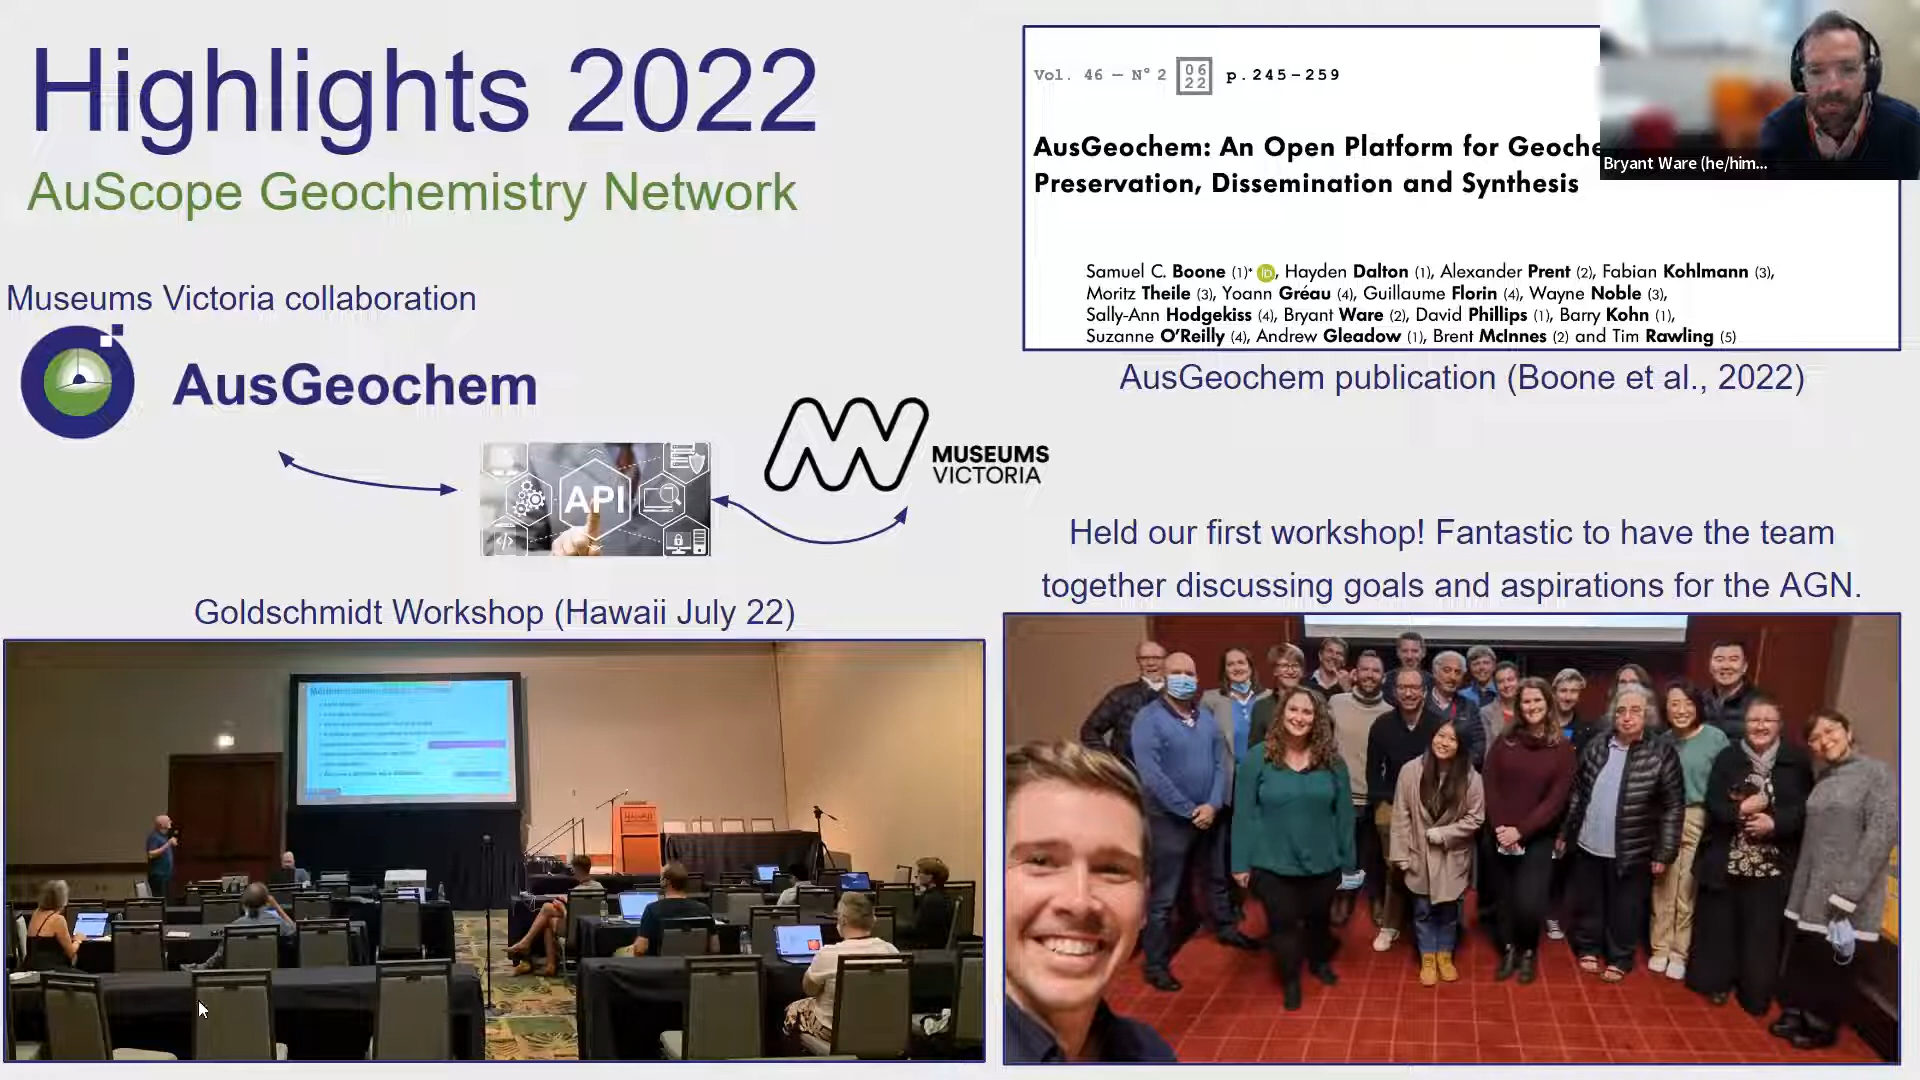 Highlights 2022
AuScope Geochemistry Network
Museums Victoria collaboration
AusGeochem
API
MUSEUMS
VICTORIA
Goldschmidt Workshop (Hawaii July 22)
Vol. 46 – N° 2 06 22 p.245–259
AusGeochem: An Open Platform for Geoche
Preservation, Dissemination and Synthesis
Samuel C. Boone (1)* iD, Hayden Dalton (1), Alexander Prent (2), Fabian Kohlmann (3),
Moritz Theile (3), Yoann Gréau (4), Guillaume Florin (4), Wayne Noble (3),
Sally-Ann Hodgekiss (4), Bryant Ware (2), David Phillips (1), Barry Kohn (1),
Suzanne O'Reilly (4), Andrew Gleadow (1), Brent McInnes (2) and Tim Rawling (5)
Bryant Ware (he/him...
AusGeochem publication (Boone et al., 2022)
Held our first workshop! Fantastic to have the team
together discussing goals and aspirations for the AGN.